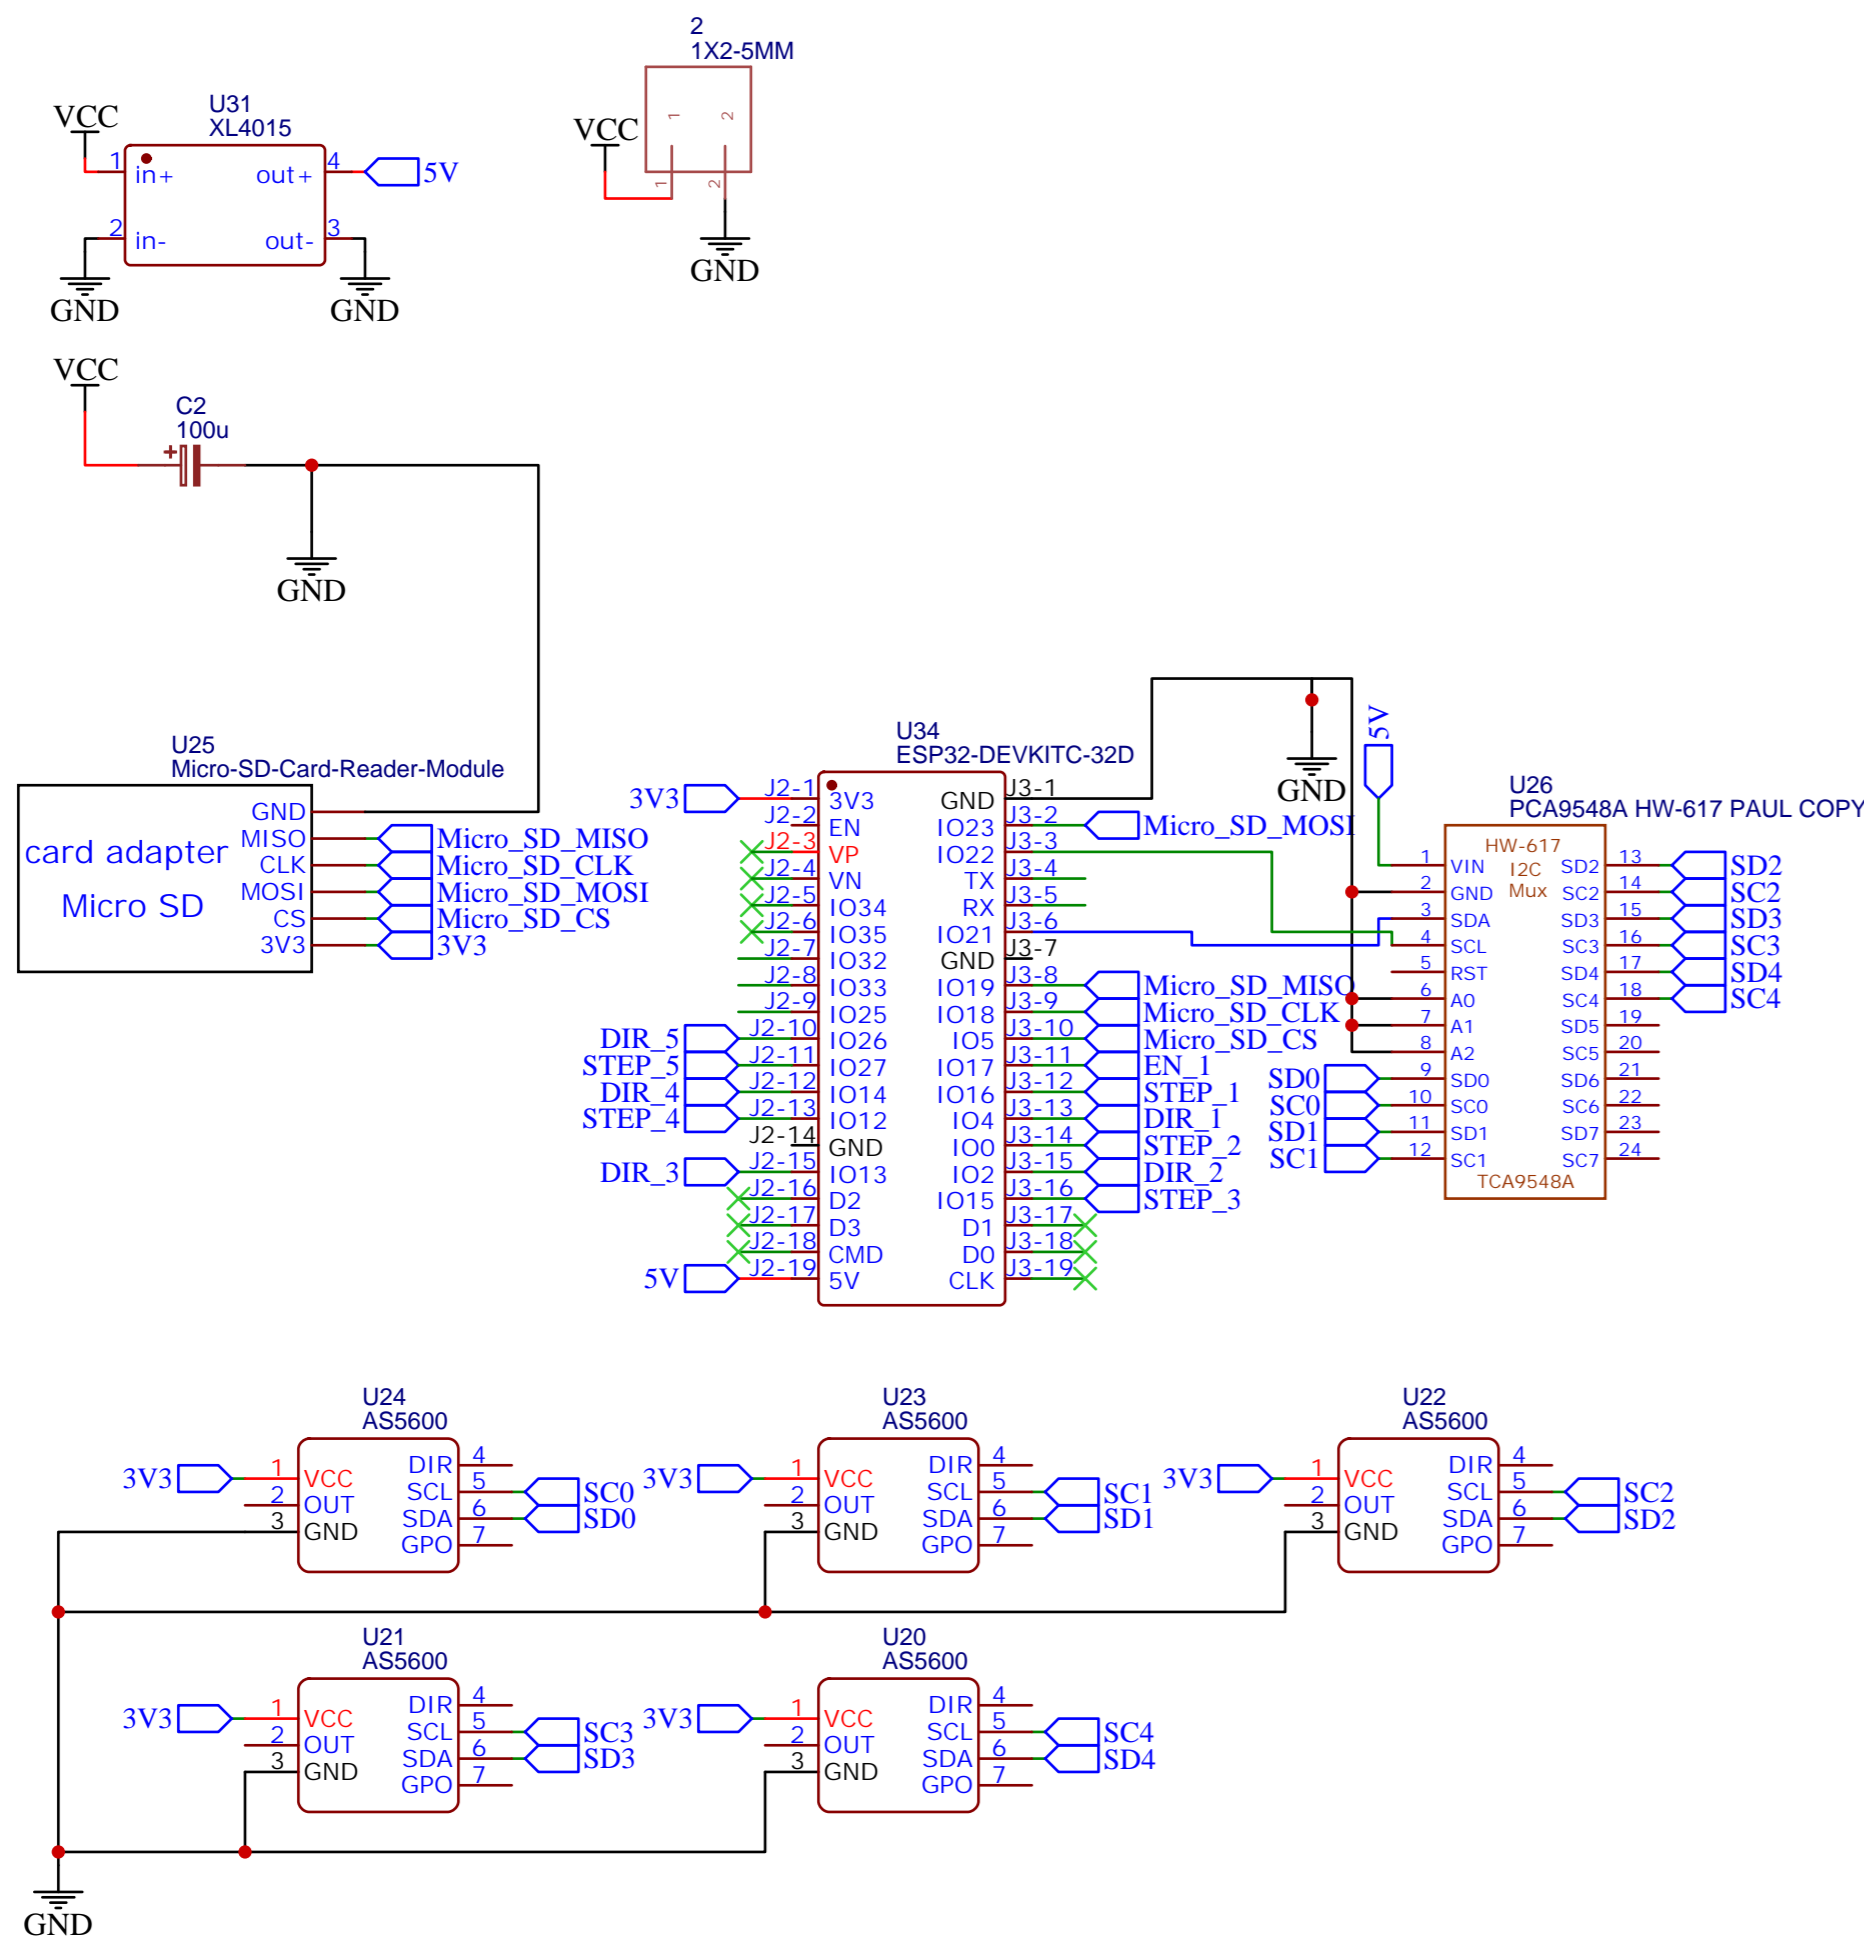 2
1X2-5MM
VCC
1
2
1
2
GND
U31
XL4015
VCC
1
in+
out+
4
5V
2
in-
out-
3
GND
GND
VCC
C2
100u
+
GND
U25
Micro-SD-Card-Reader-Module
card adapter
Micro SD
GND
MISO
Micro_SD_MISO
CLK
Micro_SD_CLK
MOSI
Micro_SD_MOSI
CS
Micro_SD_CS
3V3
3V3
U34
ESP32-DEVKITC-32D
3V3
J2-1
3V3
J2-2
EN
J2-3
VP
J2-4
VN
J2-5
IO34
J2-6
IO35
J2-7
IO32
J2-8
IO33
J2-9
IO25
DIR_5
J2-10
IO26
STEP_5
J2-11
IO27
DIR_4
J2-12
IO14
STEP_4
J2-13
IO12
J2-14
GND
DIR_3
J2-15
IO13
J2-16
D2
J2-17
D3
J2-18
CMD
5V
J2-19
5V
GND
J3-1
IO23
J3-2
Micro_SD_MOSI
IO22
J3-3
TX
J3-4
RX
J3-5
IO21
J3-6
GND
J3-7
IO19
J3-8
Micro_SD_MISO
IO18
J3-9
Micro_SD_CLK
IO5
J3-10
Micro_SD_CS
IO17
J3-11
EN_1
IO16
J3-12
STEP_1
IO4
J3-13
DIR_1
IO0
J3-14
STEP_2
IO2
J3-15
DIR_2
IO15
J3-16
STEP_3
D1
J3-17
D0
J3-18
CLK
J3-19
GND
5V
U26
PCA9548A HW-617 PAUL COPY
HW-617
I2C
Mux
1
VIN
2
GND
3
SDA
4
SCL
5
RST
6
A0
7
A1
8
A2
SD0
9
SD0
SC0
10
SC0
SD1
11
SD1
SC1
12
SC1
SD2
13
SD2
SC2
14
SC2
SD3
15
SD3
SC3
16
SC3
SD4
17
SD4
SC4
18
SC4
SD5
19
SC5
20
SD6
21
SC6
22
SD7
23
SC7
24
TCA9548A
U24
AS5600
3V3
1
VCC
2
OUT
3
GND
DIR
4
SCL
5
SC0
SDA
6
SD0
GPO
7
U23
AS5600
3V3
1
VCC
2
OUT
3
GND
DIR
4
SCL
5
SC1
SDA
6
SD1
GPO
7
U22
AS5600
3V3
1
VCC
2
OUT
3
GND
DIR
4
SCL
5
SC2
SDA
6
SD2
GPO
7
U21
AS5600
3V3
1
VCC
2
OUT
3
GND
DIR
4
SCL
5
SC3
SDA
6
SD3
GPO
7
U20
AS5600
3V3
1
VCC
2
OUT
3
GND
DIR
4
SCL
5
SC4
SDA
6
SD4
GPO
7
GND